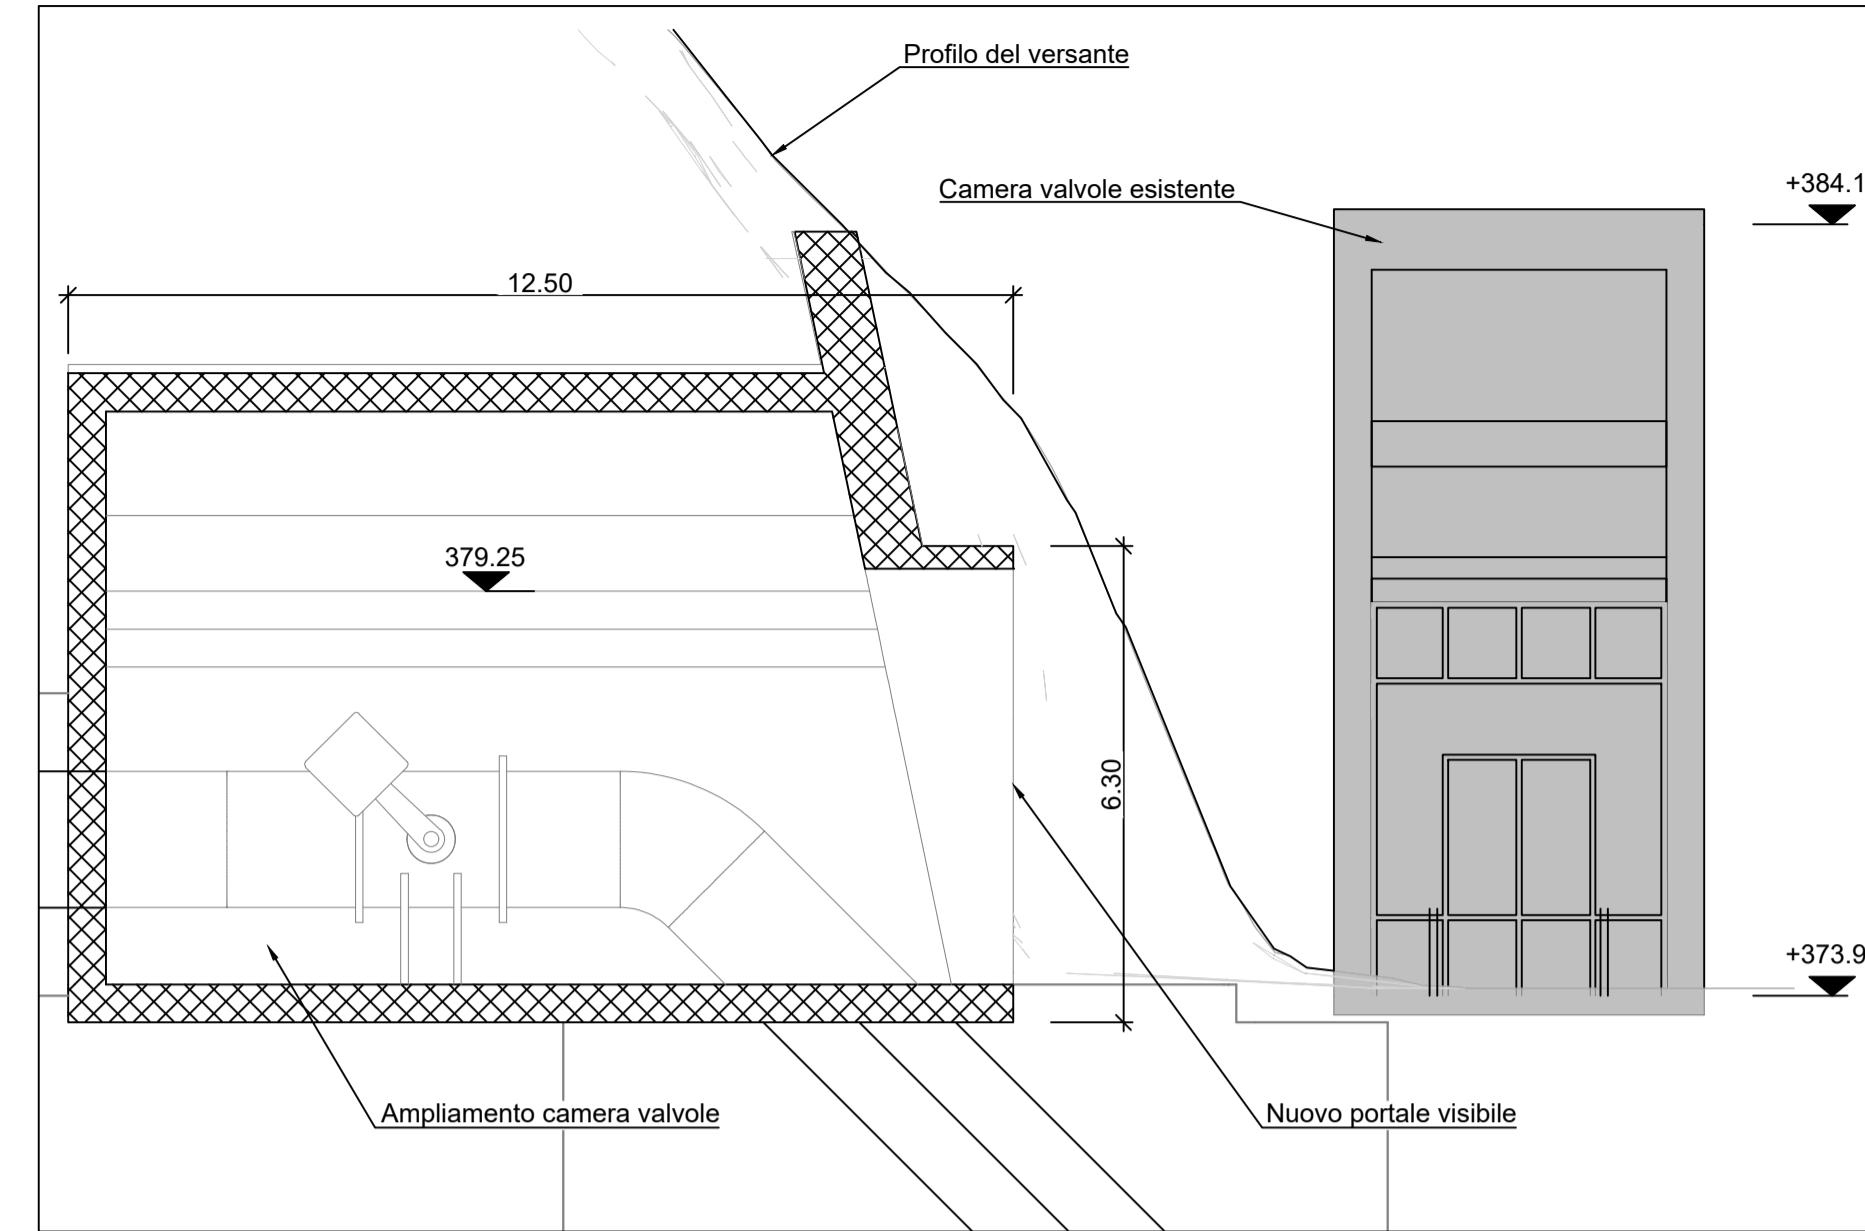 Profilo del versante
Camera valvole esistente
+384.1
12.50
379.25
6.30
+373.9
Ampliamento camera valvole
Nuovo portale visibile